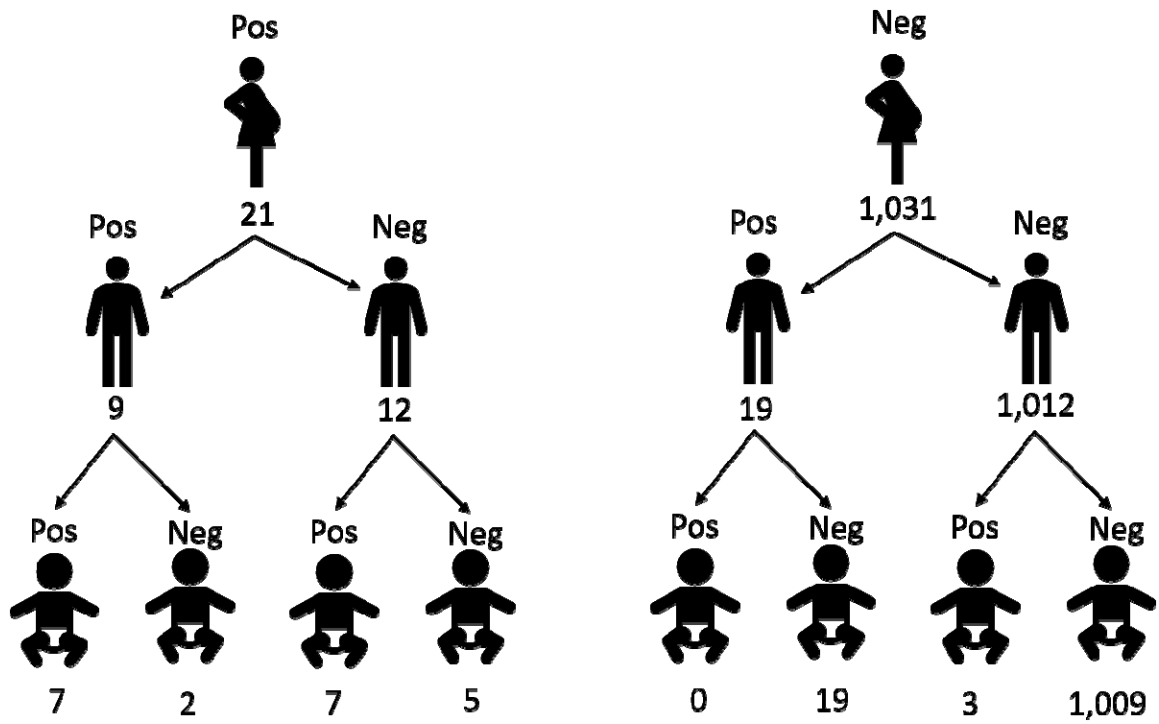 Pos Neg
21 1,031
Pos Neg Pos Neg
9 12 19 1,012
Pos Neg Pos Neg Pos Neg Pos Neg
7 2 7 5 0 19 3 1,009